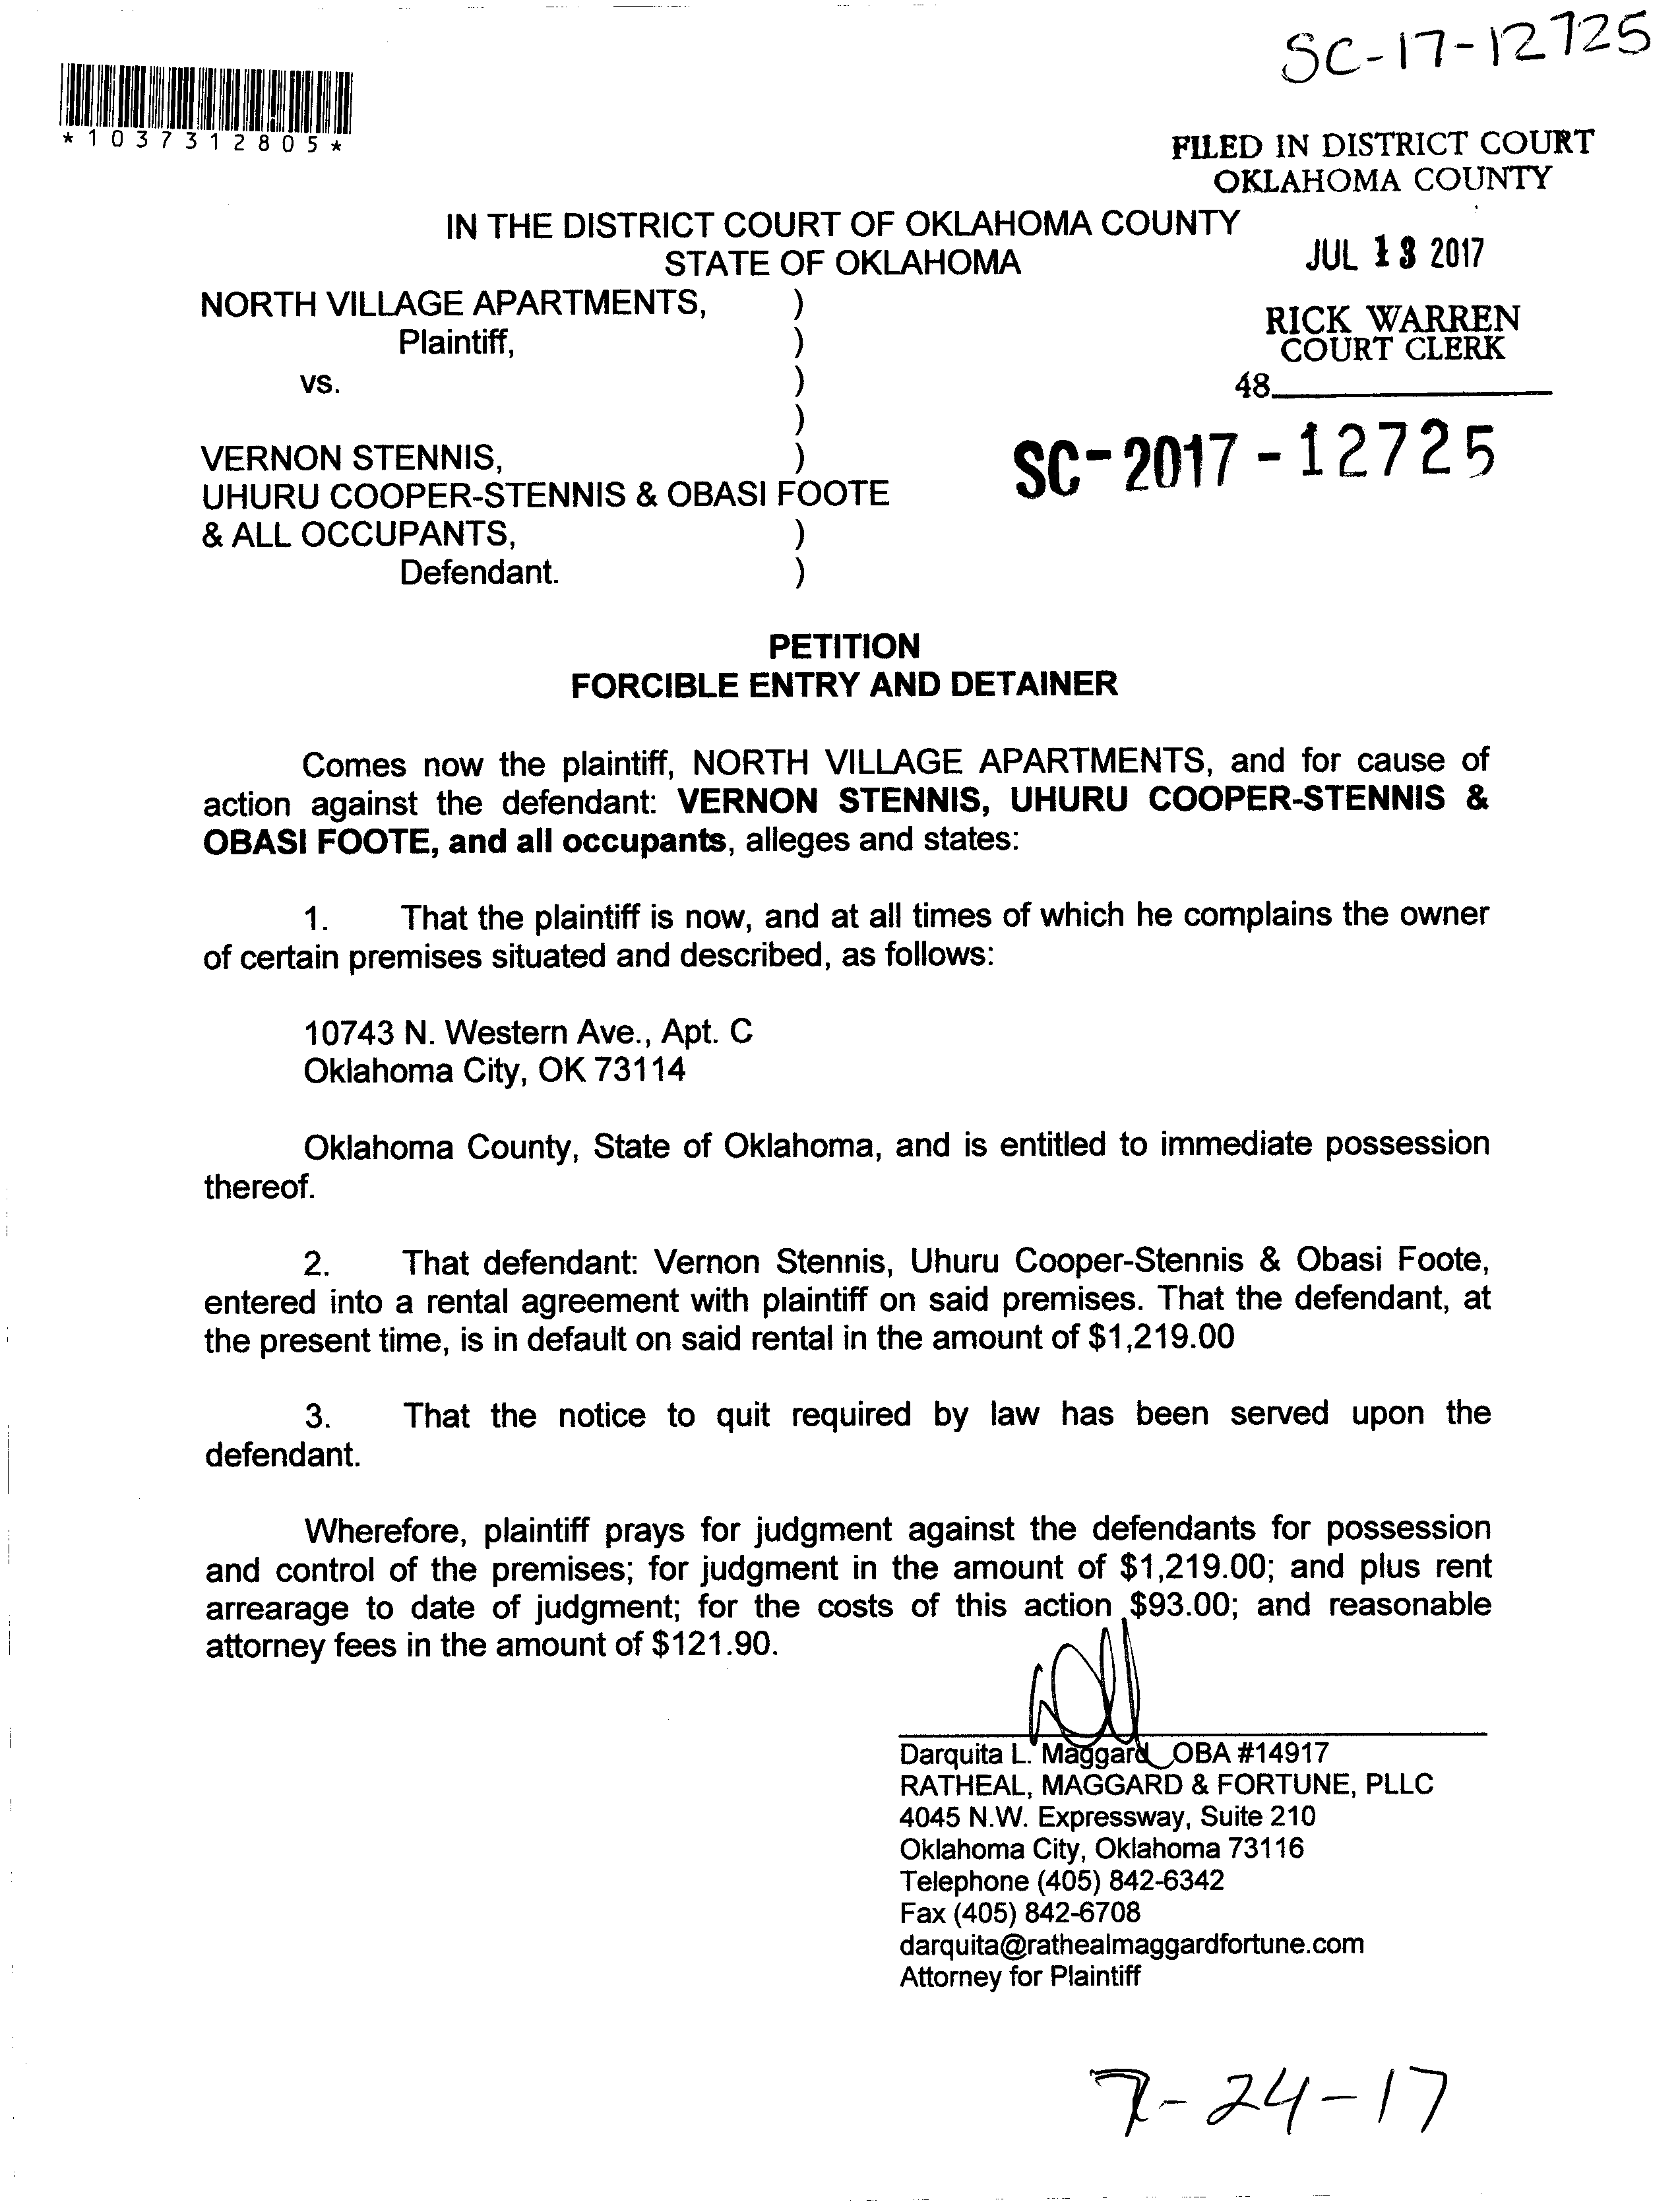 SC-17-12725
*1037312805*
FILED IN DISTRICT COURT
OKLAHOMA COUNTY
IN THE DISTRICT COURT OF OKLAHOMA COUNTY
STATE OF OKLAHOMA
JUL 13 2017
NORTH VILLAGE APARTMENTS, )
Plaintiff, )
vs. )
)
RICK WARREN
COURT CLERK
48
VERNON STENNIS, )
UHURU COOPER-STENNIS & OBASI FOOTE
& ALL OCCUPANTS, )
Defendant. )
SC-2017-12725
PETITION
FORCIBLE ENTRY AND DETAINER
Comes now the plaintiff, NORTH VILLAGE APARTMENTS, and for cause of
action against the defendant: VERNON STENNIS, UHURU COOPER-STENNIS &
OBASI FOOTE, and all occupants, alleges and states:
1. That the plaintiff is now, and at all times of which he complains the owner
of certain premises situated and described, as follows:
10743 N. Western Ave., Apt. C
Oklahoma City, OK 73114
Oklahoma County, State of Oklahoma, and is entitled to immediate possession
thereof.
2. That defendant: Vernon Stennis, Uhuru Cooper-Stennis & Obasi Foote,
entered into a rental agreement with plaintiff on said premises. That the defendant, at
the present time, is in default on said rental in the amount of $1,219.00
3. That the notice to quit required by law has been served upon the
defendant.
Wherefore, plaintiff prays for judgment against the defendants for possession
and control of the premises; for judgment in the amount of $1,219.00; and plus rent
arrearage to date of judgment; for the costs of this action $93.00; and reasonable
attorney fees in the amount of $121.90.
Darquita L. Maggard OBA #14917
RATHEAL, MAGGARD & FORTUNE, PLLC
4045 N.W. Expressway, Suite 210
Oklahoma City, Oklahoma 73116
Telephone (405) 842-6342
Fax (405) 842-6708
darquita@rathealmaggardfortune.com
Attorney for Plaintiff
7-24-17